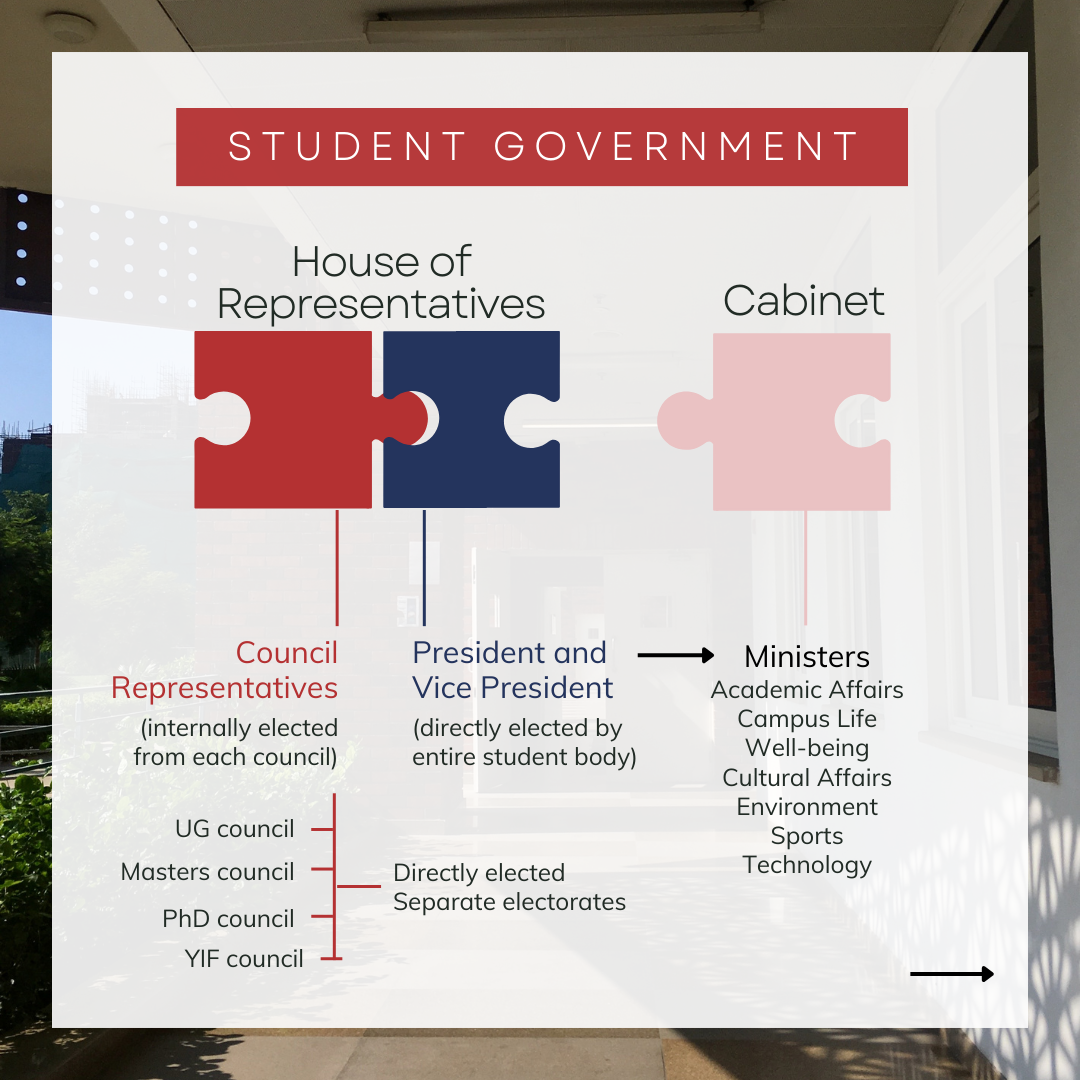 STUDENT GOVERNMENT
House of
Representatives
Cabinet
Council
Representatives
(internally elected
from each council)
President and
Vice President
(directly elected by
entire student body)
Ministers
Academic Affairs
Campus Life
Well-being
Cultural Affairs
Environment
Sports
Technology
UG council
Masters council
PhD council
YIF council
Directly elected
Separate electorates